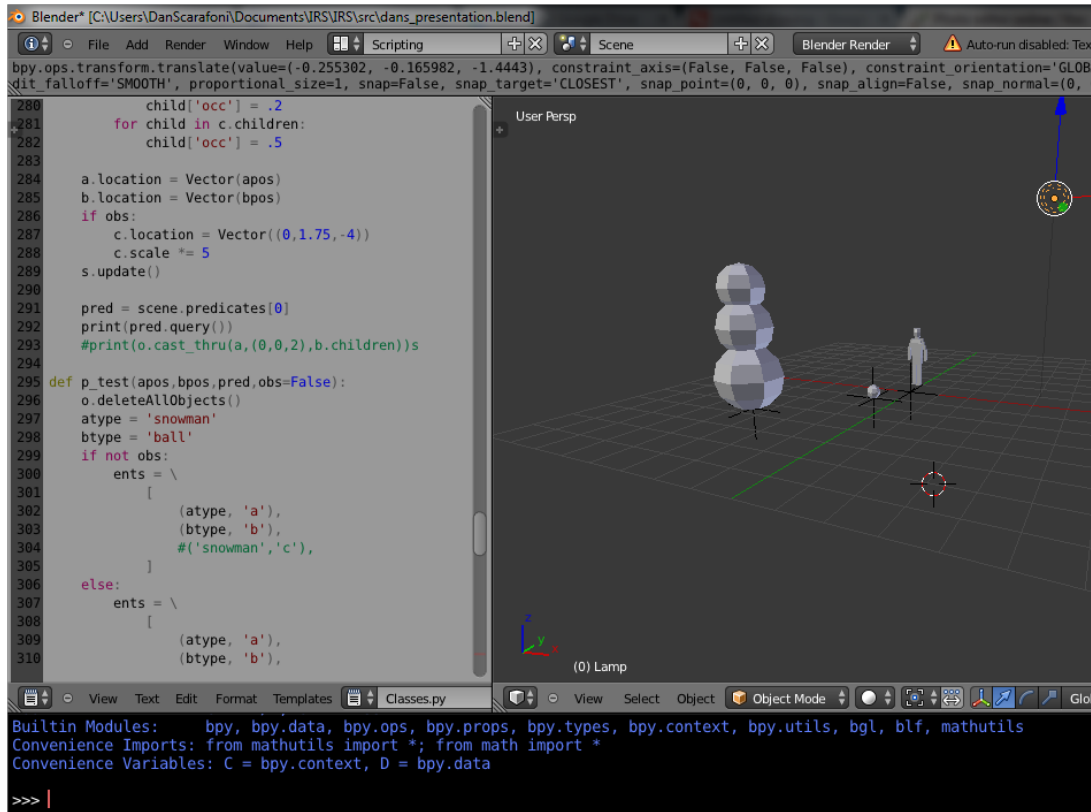 Blender* [C:\Users\DanScarafoni\Documents\IRS\IRS\src\dans_presentation.blend]
File Add Render Window Help Scripting Scene Blender Render Auto-run disabled: Tex
bpy.ops.transform.translate(value=(-0.255302, -0.165982, -1.4443), constraint_axis=(False, False, False), constraint_orientation='GLOB
dit_falloff='SMOOTH', proportional_size=1, snap=False, snap_target='CLOSEST', snap_point=(0, 0, 0), snap_align=False, snap_normal=(0,
280             child['occ'] = .2
281         for child in c.children:
282             child['occ'] = .5
283
284     a.location = Vector(apos)
285     b.location = Vector(bpos)
286     if obs:
287         c.location = Vector((0,1.75,-4))
288         c.scale *= 5
289     s.update()
290
291     pred = scene.predicates[0]
292     print(pred.query())
293     #print(o.cast_thru(a,(0,0,2),b.children))s
294
295 def p_test(apos,bpos,pred,obs=False):
296     o.deleteAllObjects()
297     atype = 'snowman'
298     btype = 'ball'
299     if not obs:
300         ents = \
301             [
302                 (atype, 'a'),
303                 (btype, 'b'),
304                 #('snowman','c'),
305             ]
306     else:
307         ents = \
308             [
309                 (atype, 'a'),
310                 (btype, 'b'),
User Persp
z
y
x
(0) Lamp
View Text Edit Format Templates Classes.py
View Select Object Object Mode Glo
Builtin Modules: bpy, bpy.data, bpy.ops, bpy.props, bpy.types, bpy.context, bpy.utils, bgl, blf, mathutils
Convenience Imports: from mathutils import *; from math import *
Convenience Variables: C = bpy.context, D = bpy.data
>>>